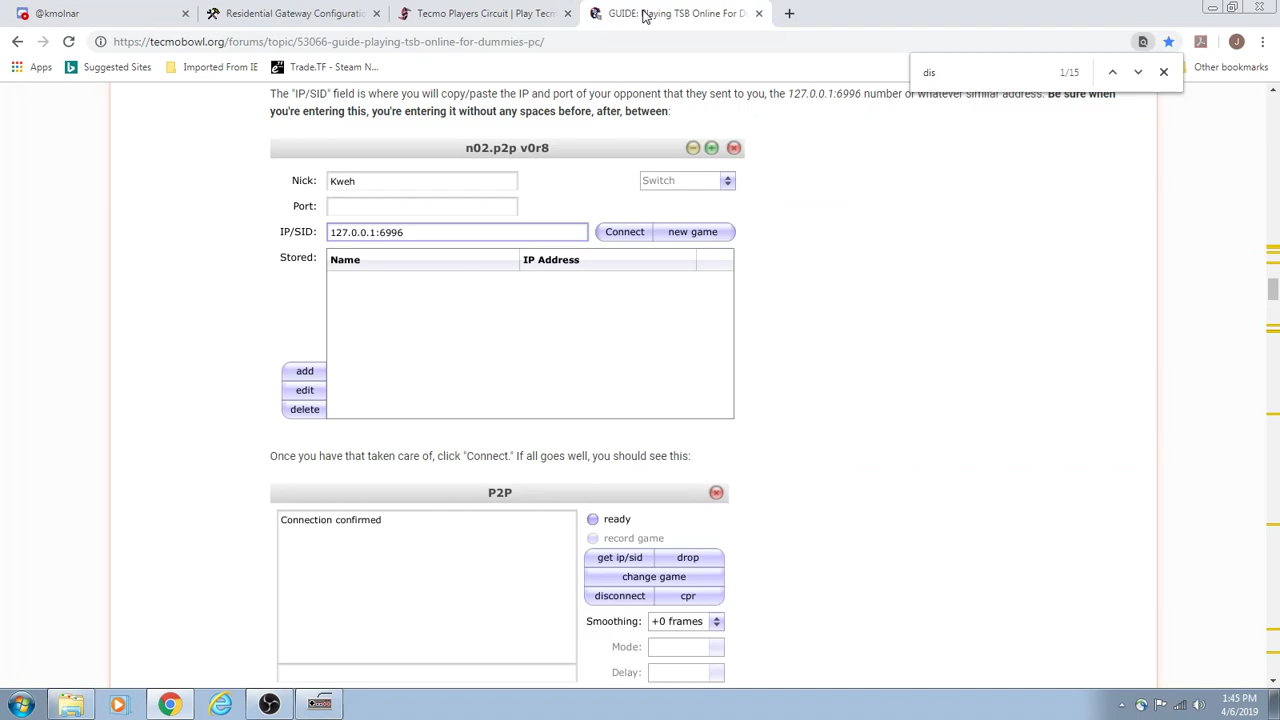 @kmolnar
Residential Gateway Configuratio
Tecmo Players Circuit | Play Tecm
GUIDE: Playing TSB Online For D
https://tecmobowl.org/forums/topic/53066-guide-playing-tsb-online-for-dummies-pc/
J
Apps
Suggested Sites
Imported From IE
Trade.TF - Steam N...
Other bookmarks
dis
1/15
The "IP/SID" field is where you will copy/paste the IP and port of your opponent that they sent to you, the 127.0.0.1:6996 number or whatever similar address. Be sure when
you're entering this, you're entering it without any spaces before, after, between:
n02.p2p v0r8
Nick: Kweh
Switch
Port:
IP/SID: 127.0.0.1:6996
Connect
new game
Stored:
Name
IP Address
add
edit
delete
Once you have that taken care of, click "Connect." If all goes well, you should see this:
P2P
Connection confirmed
ready
record game
get ip/sid
drop
change game
disconnect
cpr
Smoothing: +0 frames
Mode:
Delay:
1:45 PM
4/6/2019